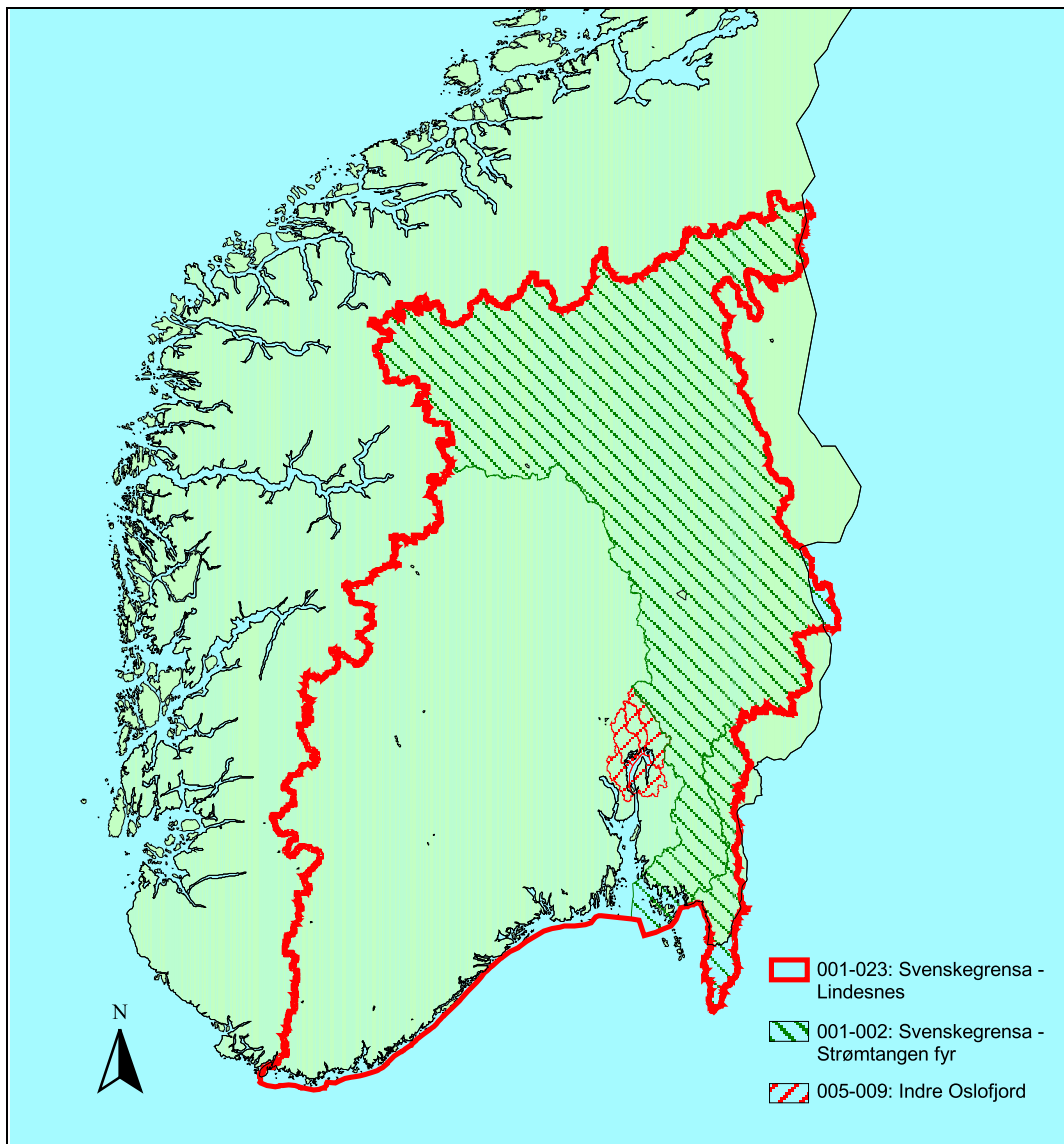 001-023: Svenskegrensa -
Lindesnes
001-002: Svenskegrensa -
Strømtangen fyr
005-009: Indre Oslofjord
N